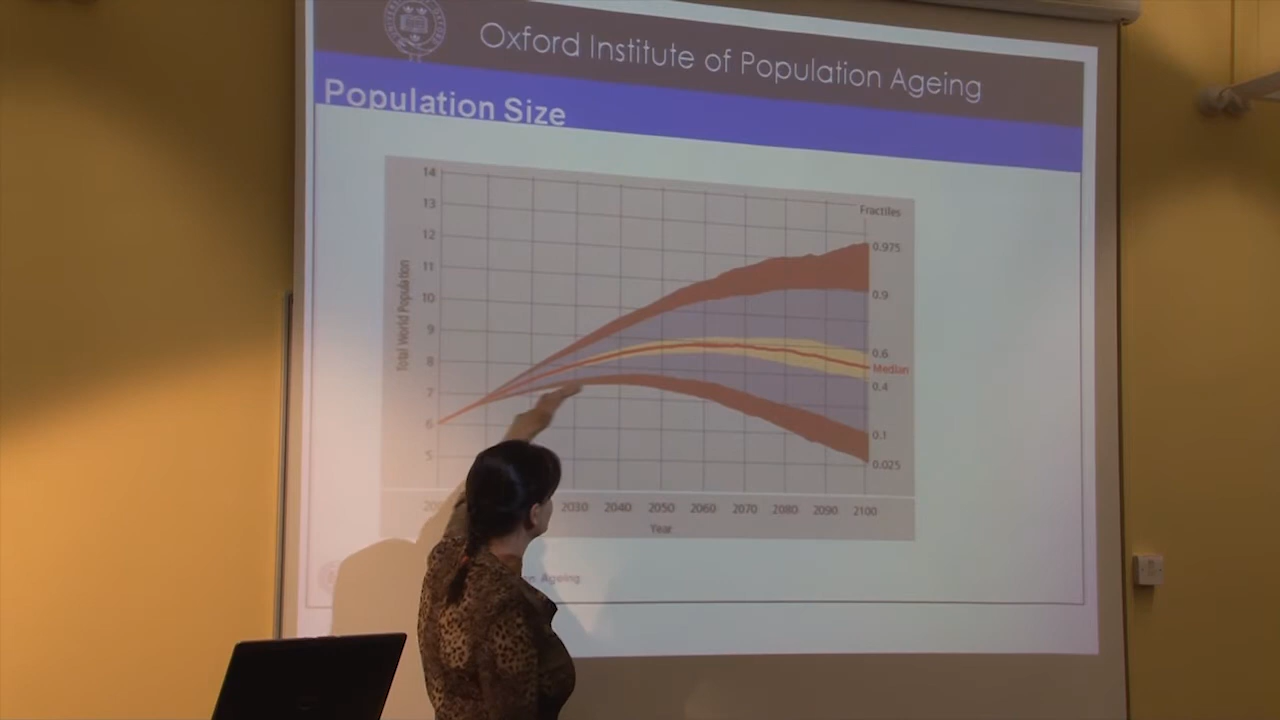 Oxford Institute of Population Ageing
Population Size
14
13
12
11
10
9
8
7
6
5
Total World Population
Fractiles
0.975
0.9
0.6
Median
0.4
0.1
0.025
2030 2040 2050 2060 2070 2080 2090 2100
Year
Ageing